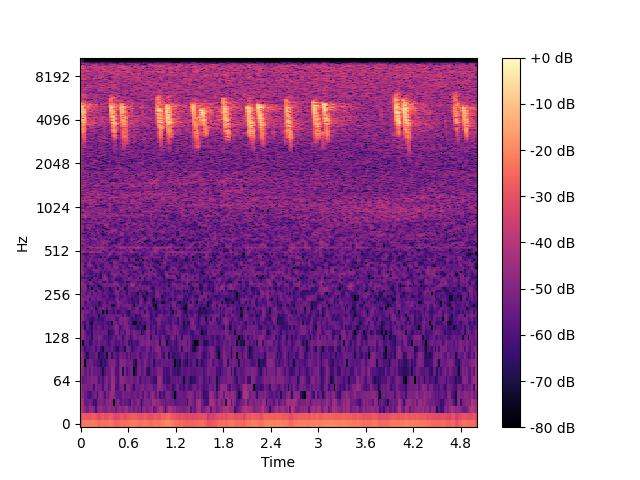 8192
4096
2048
1024
512
256
128
64
0
Hz
0 0.6 1.2 1.8 2.4 3 3.6 4.2 4.8
Time
+0 dB
-10 dB
-20 dB
-30 dB
-40 dB
-50 dB
-60 dB
-70 dB
-80 dB